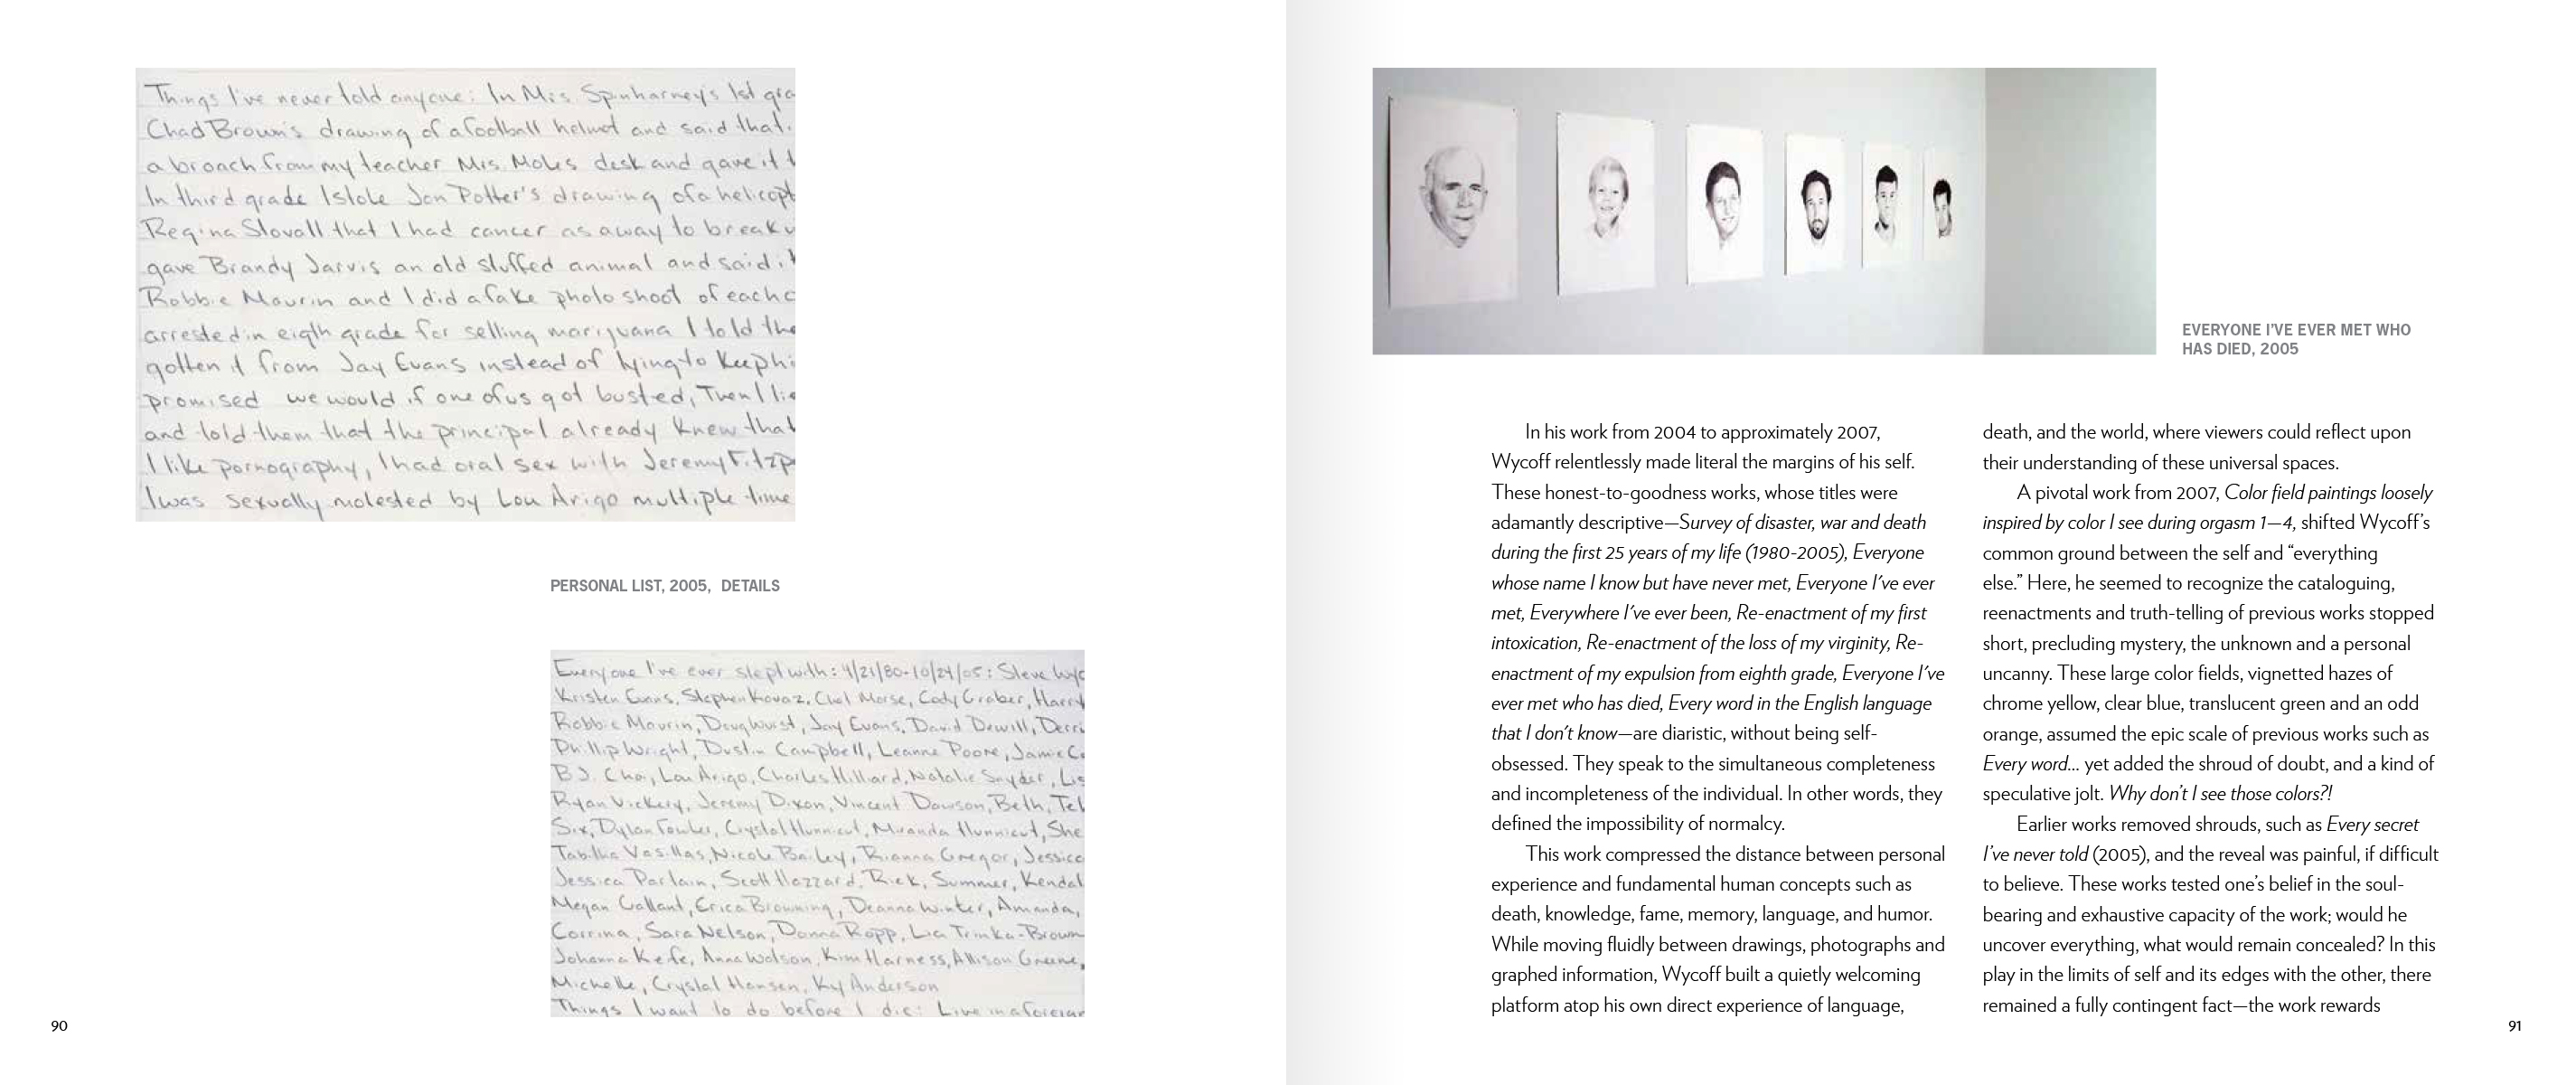 Things I've never told anyone: In Mrs. Spuharney's 1st gra
Chad Brown's drawing of a football helmet and said that
a broach from my teacher Mrs. Moles desk and gave it t
In third grade I stole Jon Potter's drawing of a helicopt
Regina Stovall that I had cancer as a way to break u
gave Brandy Jarvis an old stuffed animal and said it
Robbie Maurin and I did a fake photo shoot of each o
arrested in eigth grade for selling marijuana I told the
gotten it from Jay Evans instead of lying to keep hi
promised we would if one of us got busted, Then I lie
and told them that the principal already knew that
I like pornography, I had oral sex with Jeremy Fitzp
I was sexually molested by Lou Arigo multiple time
PERSONAL LIST, 2005, DETAILS
Everyone I've ever slept with: 4/21/80-10/24/05: Steve Wyc
Kristen Evans, Stephen Kovaz, Chel Morse, Cody Graber, Harry
Robbie Maurin, Doug Wurst, Jay Evans, David Dewill, Derri
Phillip Wright, Dustin Campbell, Leanne Poore, Jamie C
B.J. Choi, Lou Arigo, Charles Hilliard, Natalie Snyder, Lis
Ryan Vickery, Jeremy Dixon, Vincent Dawson, Beth, Tel
Six, Dylan Fowler, Crystal Hunnicut, Miranda Hunnicut, She
Tabitha Vasillas, Nicole Bailey, Rianna Gregor, Jessica
Jessica Parlain, Scott Hazzard, Rick, Summer, Kendal
Megan Gallant, Erica Browning, Deanna Winter, Amanda,
Corrina, Sara Nelson, Donna Ropp, Lia Trinka-Brown
Johanna Kefe, Anna Watson, Kim Harness, Allison Greene,
Michelle, Crystal Hansen, Ky Anderson
Things I want to do before I die: Live in a foreign
90
EVERYONE I'VE EVER MET WHO
HAS DIED, 2005
In his work from 2004 to approximately 2007,
Wycoff relentlessly made literal the margins of his self.
These honest-to-goodness works, whose titles were
adamantly descriptive—Survey of disaster, war and death
during the first 25 years of my life (1980-2005), Everyone
whose name I know but have never met, Everyone I've ever
met, Everywhere I've ever been, Re-enactment of my first
intoxication, Re-enactment of the loss of my virginity, Re-
enactment of my expulsion from eighth grade, Everyone I've
ever met who has died, Every word in the English language
that I don't know—are diaristic, without being self-
obsessed. They speak to the simultaneous completeness
and incompleteness of the individual. In other words, they
defined the impossibility of normalcy.
This work compressed the distance between personal
experience and fundamental human concepts such as
death, knowledge, fame, memory, language, and humor.
While moving fluidly between drawings, photographs and
graphed information, Wycoff built a quietly welcoming
platform atop his own direct experience of language,
death, and the world, where viewers could reflect upon
their understanding of these universal spaces.
A pivotal work from 2007, Color field paintings loosely
inspired by color I see during orgasm 1—4, shifted Wycoff's
common ground between the self and “everything
else.” Here, he seemed to recognize the cataloguing,
reenactments and truth-telling of previous works stopped
short, precluding mystery, the unknown and a personal
uncanny. These large color fields, vignetted hazes of
chrome yellow, clear blue, translucent green and an odd
orange, assumed the epic scale of previous works such as
Every word... yet added the shroud of doubt, and a kind of
speculative jolt. Why don't I see those colors?!
Earlier works removed shrouds, such as Every secret
I've never told (2005), and the reveal was painful, if difficult
to believe. These works tested one's belief in the soul-
bearing and exhaustive capacity of the work; would he
uncover everything, what would remain concealed? In this
play in the limits of self and its edges with the other, there
remained a fully contingent fact—the work rewards
91